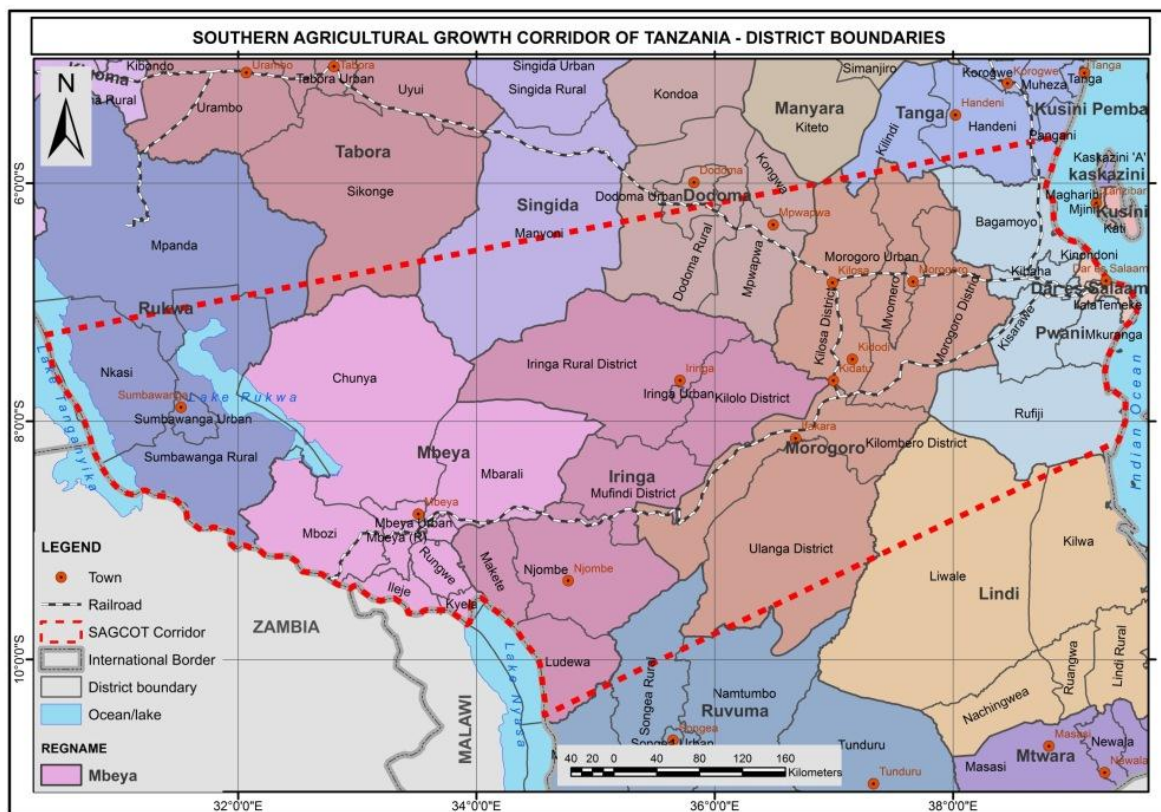 SOUTHERN AGRICULTURAL GROWTH CORRIDOR OF TANZANIA - DISTRICT BOUNDARIES
N
Kibondo
Urambo
Tabora
Tabora Urban
Uyui
Urambo
Tabora
Sikonge
Singida Urban
Singida Rural
Singida
Manyoni
Kondoa
Simanjiro
Manyara
Kiteto
Dodoma
Dodoma Urban
Dodoma
Kongwa
Mpwapwa
Dodoma Rural
Mpwapwa
Korogwe
Korogwe
Muheza
Tanga
Tanga
Tanga
Handeni
Handeni
Kilindi
Pangani
Kusini Pemba
Kaskazini 'A'
kaskazini
Magharibi
Zanzibar
Mjini
Kusini
Kati
Bagamoyo
Kinondoni
Kibaha
Dar es Salaam
Dar es Salaam
Ilala
Temeke
Pwani
Mkuranga
Kisarawe
Rufiji
Indian Ocean
Morogoro Urban
Kilosa
Morogoro
Kilosa District
Mvomero
Morogoro District
Kidodi
Kidatu
Ifakara
Kilombero District
Morogoro
Ulanga District
Mpanda
Rukwa
Nkasi
Sumbawanga
Sumbawanga Urban
Sumbawanga Rural
Lake Rukwa
Lake Tanganyika
Chunya
Mbeya
Mbarali
Mbeya
Mbeya Urban
Mbeya (R)
Mbozi
Rungwe
Ileje
Kyela
Iringa Rural District
Iringa
Iringa Urban
Kilolo District
Iringa
Mufindi District
Makete
Njombe
Njombe
Ludewa
Lake Nyasa
ZAMBIA
MALAWI
Songea Rural
Namtumbo
Ruvuma
Songea
Songea Urban
Tunduru
Tunduru
Liwale
Kilwa
Lindi
Nachingwea
Ruangwa
Lindi Rural
Masasi
Masasi
Mtwara
Newala
LEGEND
Town
Railroad
SAGCOT Corridor
International Border
District boundary
Ocean/lake
REGNAME
Mbeya
40 20 0 40 80 120 160
Kilometers
6°0'0"S
8°0'0"S
10°0'0"S
32°0'0"E
34°0'0"E
36°0'0"E
38°0'0"E